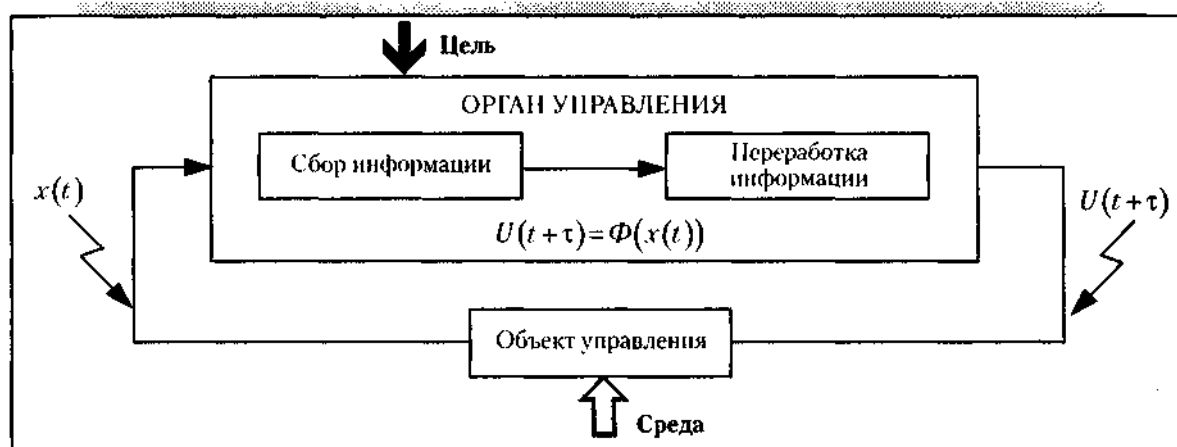 Цель
ОРГАН УПРАВЛЕНИЯ
Сбор информации
Переработка
информации
x(t)
U(t+τ)
U(t+τ)=Φ(x(t))
Объект управления
Среда